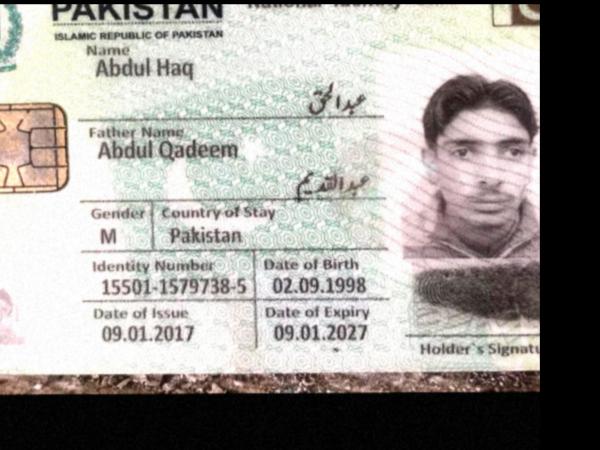 PAKISTAN
National Identity
ISLAMIC REPUBLIC OF PAKISTAN
Name
Abdul Haq
عبدالحق
Father Name
Abdul Qadeem
عبدالقدیم
Gender Country of Stay
M Pakistan
Identity Number Date of Birth
15501-1579738-5 02.09.1998
Date of Issue Date of Expiry
09.01.2017 09.01.2027
Holder`s Signatu